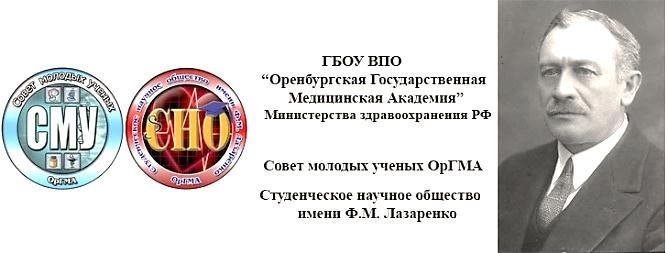 Совет молодых ученых
СМУ
ОрГМА
Студенческое научное общество имени Ф.М. Лазаренко
СНО
ОрГМА
ГБОУ ВПО
“Оренбургская Государственная
Медицинская Академия”
Министерства здравоохранения РФ
Совет молодых ученых ОрГМА
Студенческое научное общество
имени Ф.М. Лазаренко